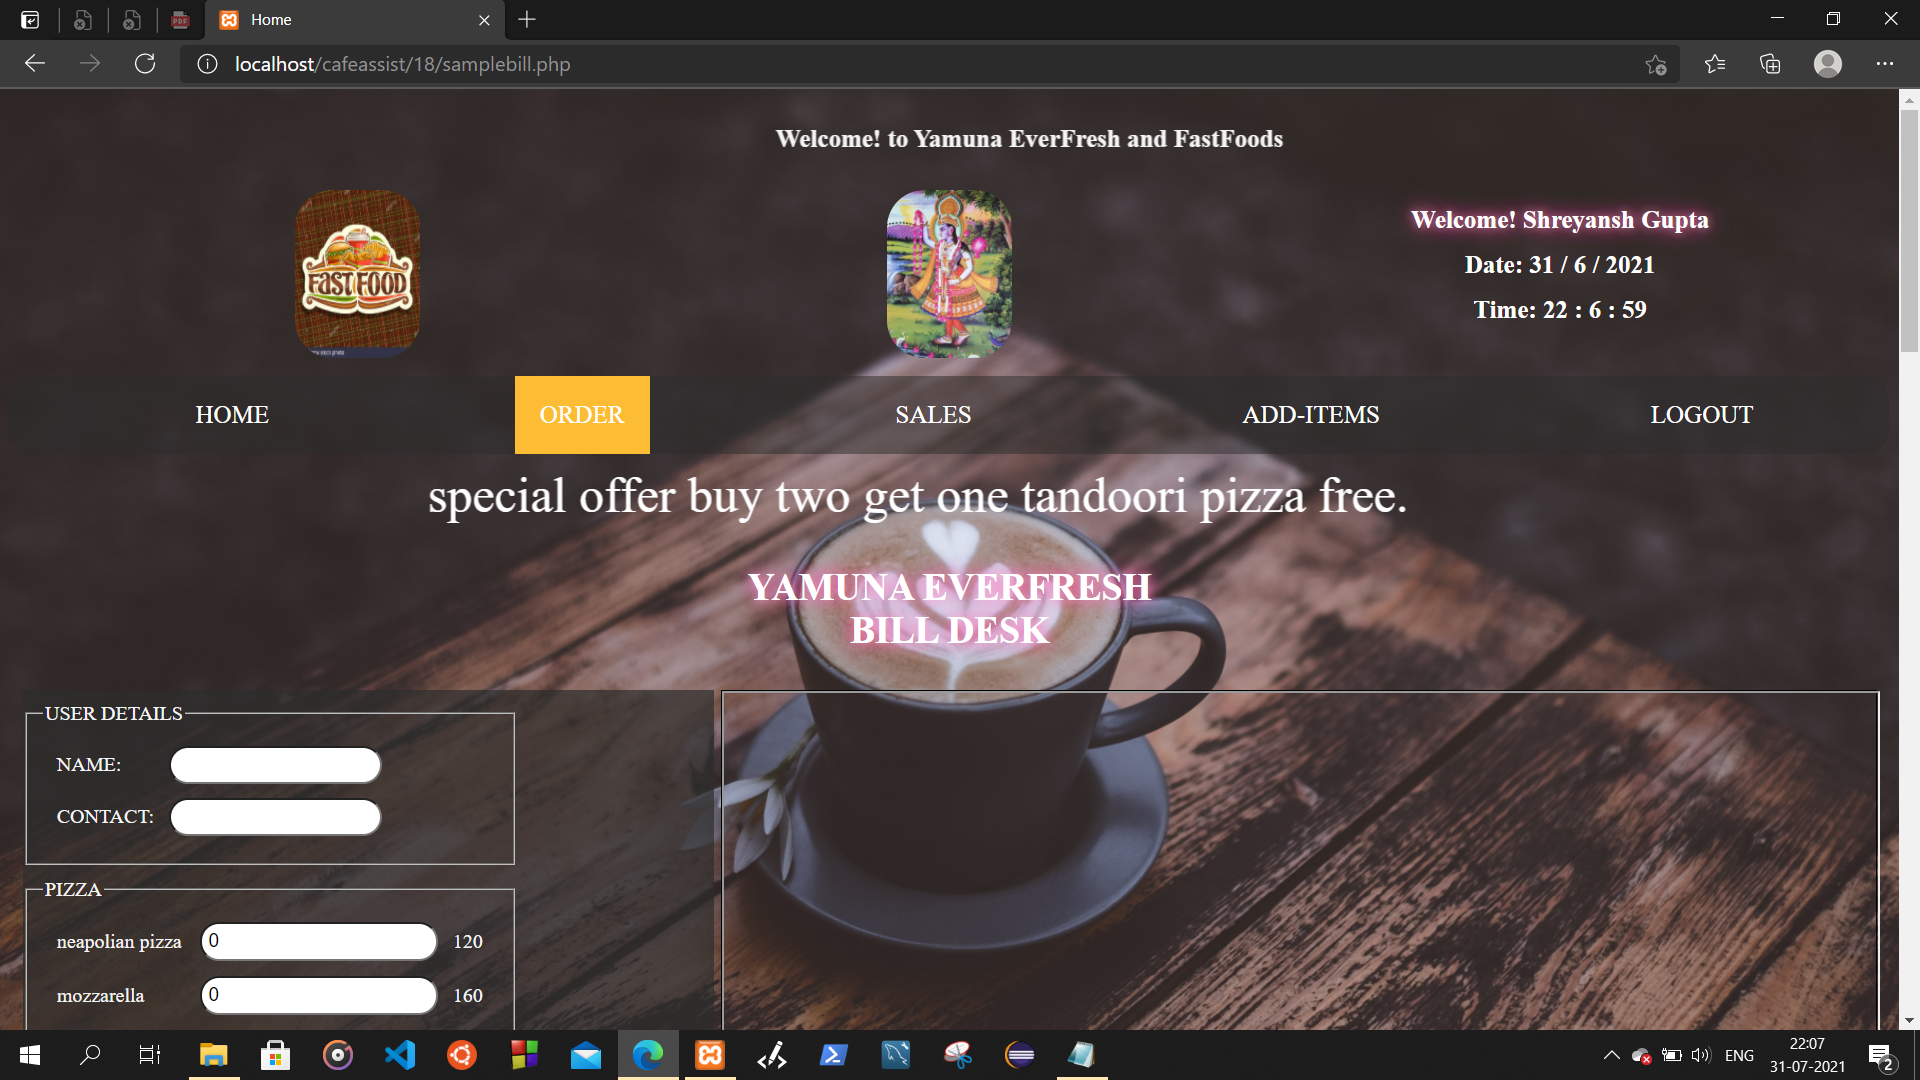 Home
localhost/cafeassist/18/samplebill.php
Welcome! to Yamuna EverFresh and FastFoods
FAST FOOD
Welcome! Shreyansh Gupta
Date: 31 / 6 / 2021
Time: 22 : 6 : 59
HOME ORDER SALES ADD-ITEMS LOGOUT
special offer buy two get one tandoori pizza free.
YAMUNA EVERFRESH
BILL DESK
USER DETAILS
NAME:
CONTACT:
PIZZA
neapolian pizza 0 120
mozzarella 0 160
ENG
22:07
31-07-2021
2